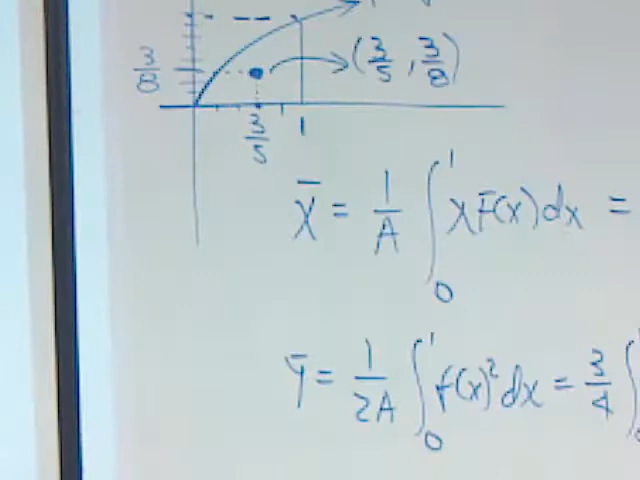 (3/5, 3/8)
3/8
3/5
1
x̄ = 1/A ∫₀¹ x f(x) dx =
ȳ = 1/2A ∫₀¹ f(x)² dx = 3/4 ∫